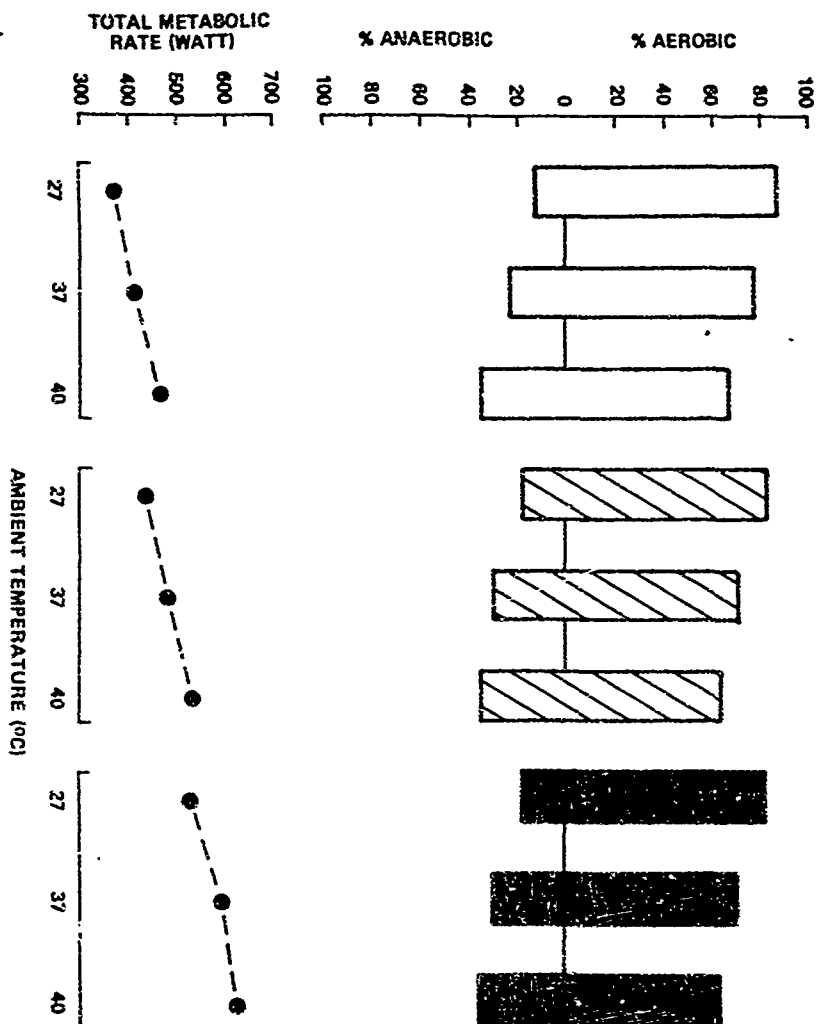 TOTAL METABOLIC
RATE (WATT)
% ANAEROBIC
% AEROBIC
300 400 500 600 700
100 80 60 40 20 0 20 40 60 80 100
27
37
40
27
37
40
27
37
40
AMBIENT TEMPERATURE (ºC)